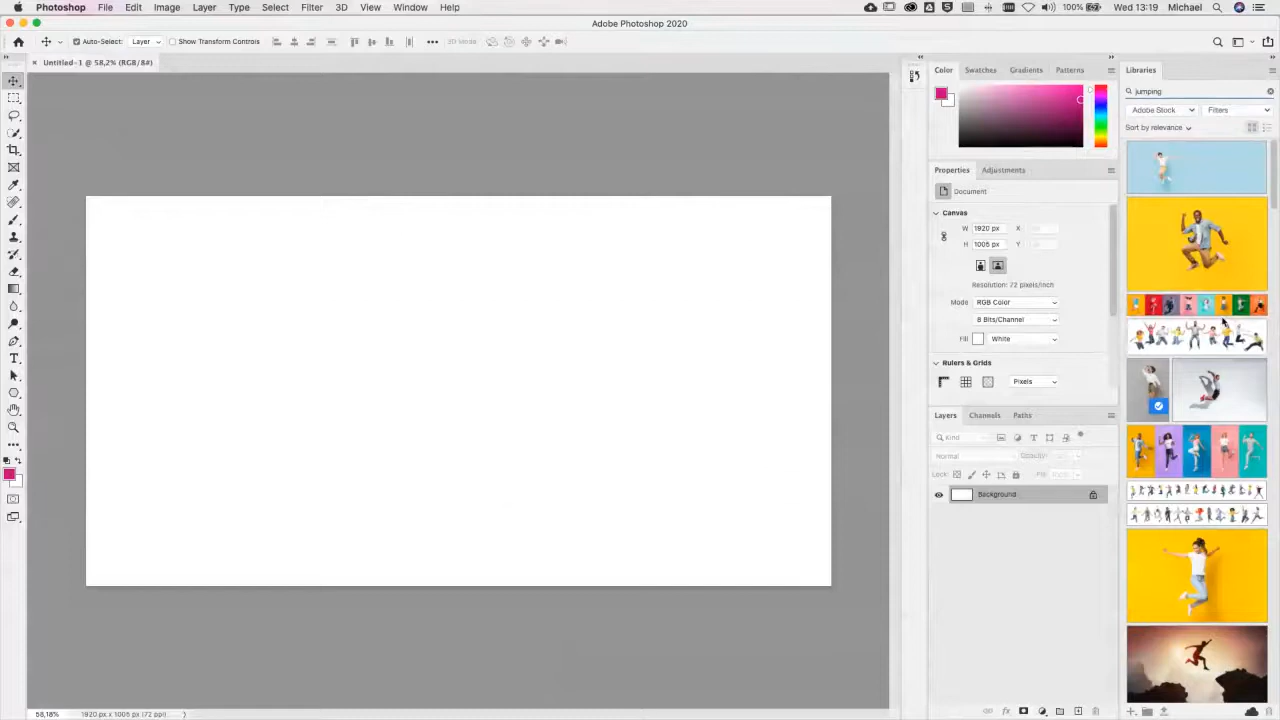 Photoshop File Edit Image Layer Type Select Filter 3D View Window Help 100% Wed 13:19 Michael
Adobe Photoshop 2020
Auto-Select: Layer Show Transform Controls 3D Mode
Untitled-1 @ 58,2% (RGB/8#)
Color Swatches Gradients Patterns
Libraries
jumping
Adobe Stock Filters
Sort by relevance
Properties Adjustments
Document
Canvas
W 1920 px X
H 1005 px Y
Resolution: 72 pixels/inch
Mode RGB Color
8 Bits/Channel
Fill White
Rulers & Grids
Pixels
Layers Channels Paths
Kind
Normal Opacity:
Lock: Fill:
Background
58,18% 1920 px x 1005 px (72 ppi)